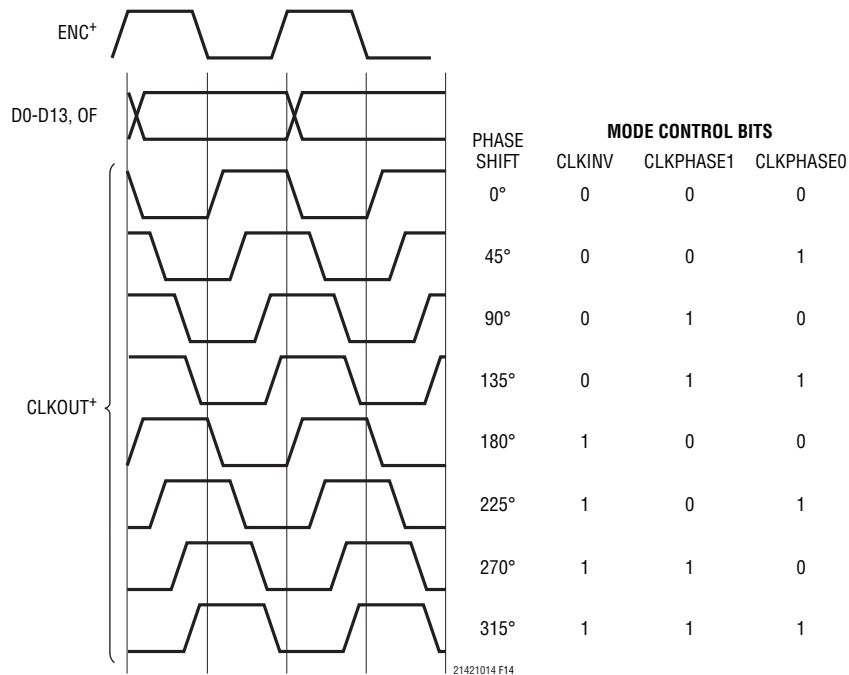 ENC+
D0-D13, OF
MODE CONTROL BITS
PHASE
SHIFT CLKINV CLKPHASE1 CLKPHASE0
0° 0 0 0
45° 0 0 1
90° 0 1 0
135° 0 1 1
CLKOUT+
180° 1 0 0
225° 1 0 1
270° 1 1 0
315° 1 1 1
21421014 F14